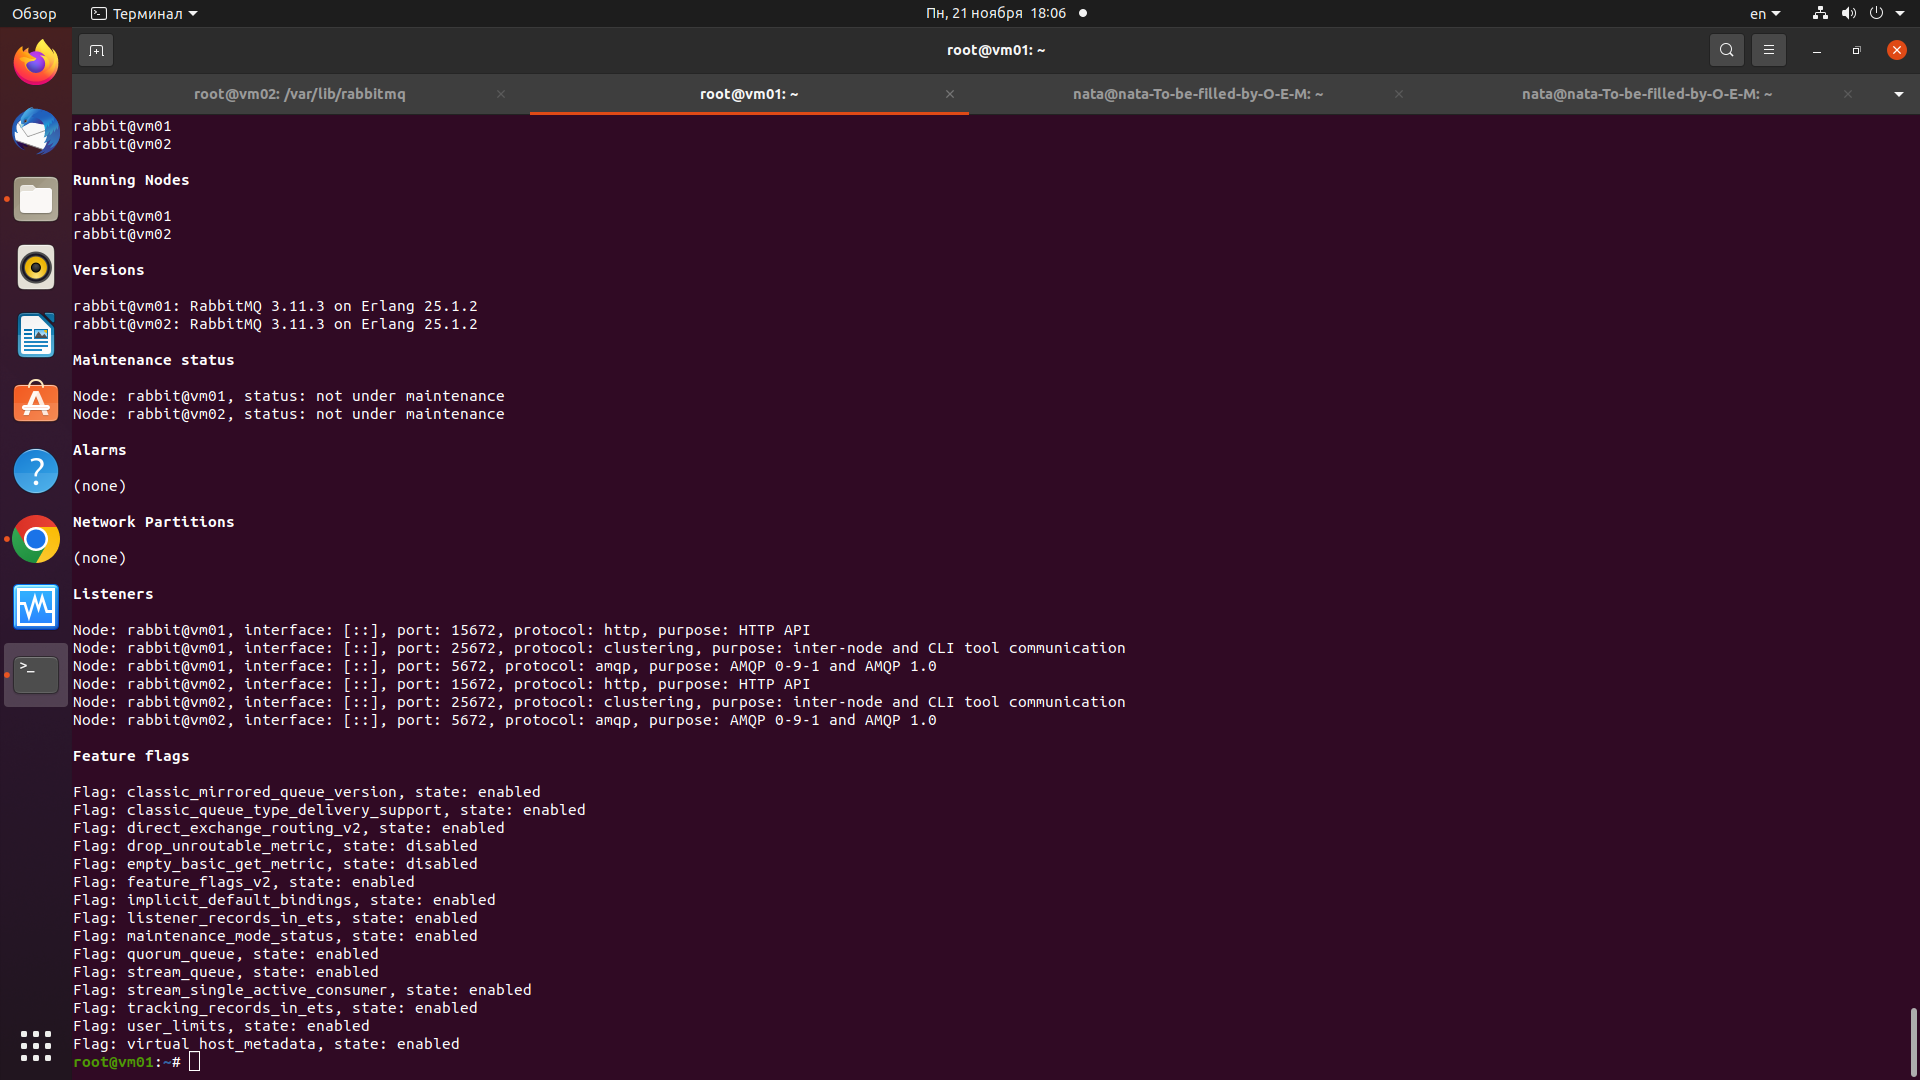 Обзор
Терминал
Пн, 21 ноября 18:06
en
root@vm01: ~
root@vm02: /var/lib/rabbitmq
root@vm01: ~
nata@nata-To-be-filled-by-O-E-M: ~
nata@nata-To-be-filled-by-O-E-M: ~
rabbit@vm01
rabbit@vm02
Running Nodes
rabbit@vm01
rabbit@vm02
Versions
rabbit@vm01: RabbitMQ 3.11.3 on Erlang 25.1.2
rabbit@vm02: RabbitMQ 3.11.3 on Erlang 25.1.2
Maintenance status
Node: rabbit@vm01, status: not under maintenance
Node: rabbit@vm02, status: not under maintenance
Alarms
(none)
Network Partitions
(none)
Listeners
Node: rabbit@vm01, interface: [::], port: 15672, protocol: http, purpose: HTTP API
Node: rabbit@vm01, interface: [::], port: 25672, protocol: clustering, purpose: inter-node and CLI tool communication
Node: rabbit@vm01, interface: [::], port: 5672, protocol: amqp, purpose: AMQP 0-9-1 and AMQP 1.0
Node: rabbit@vm02, interface: [::], port: 15672, protocol: http, purpose: HTTP API
Node: rabbit@vm02, interface: [::], port: 25672, protocol: clustering, purpose: inter-node and CLI tool communication
Node: rabbit@vm02, interface: [::], port: 5672, protocol: amqp, purpose: AMQP 0-9-1 and AMQP 1.0
Feature flags
Flag: classic_mirrored_queue_version, state: enabled
Flag: classic_queue_type_delivery_support, state: enabled
Flag: direct_exchange_routing_v2, state: enabled
Flag: drop_unroutable_metric, state: disabled
Flag: empty_basic_get_metric, state: disabled
Flag: feature_flags_v2, state: enabled
Flag: implicit_default_bindings, state: enabled
Flag: listener_records_in_ets, state: enabled
Flag: maintenance_mode_status, state: enabled
Flag: quorum_queue, state: enabled
Flag: stream_queue, state: enabled
Flag: stream_single_active_consumer, state: enabled
Flag: tracking_records_in_ets, state: enabled
Flag: user_limits, state: enabled
Flag: virtual_host_metadata, state: enabled
root@vm01:~#